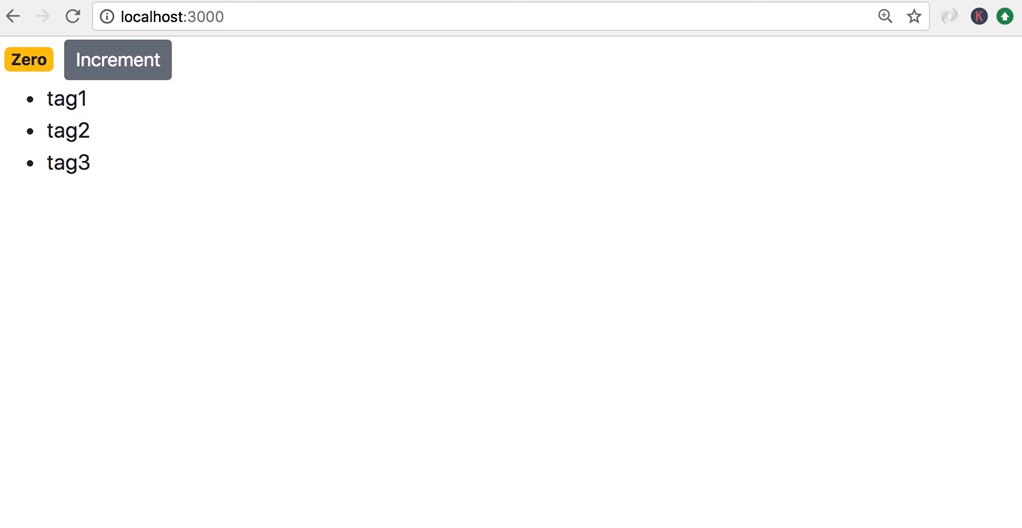 localhost:3000
K
Zero Increment
tag1
tag2
tag3